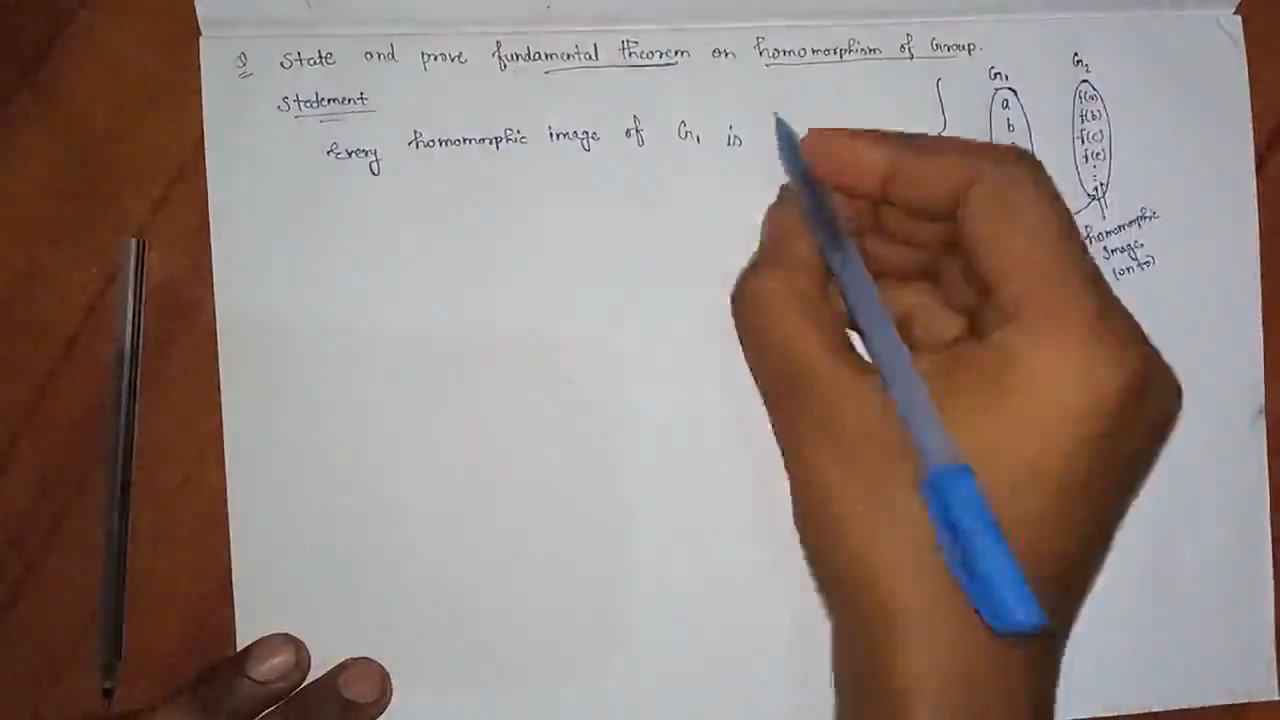 Q State and prove fundamental theorem on homomorphism of Group.
Statement
Every homomorphic image of G₁ is
G₁
a
b
G₂
f(a)
f(b)
f(c)
f(e)
homomorphic
Image
(onto)